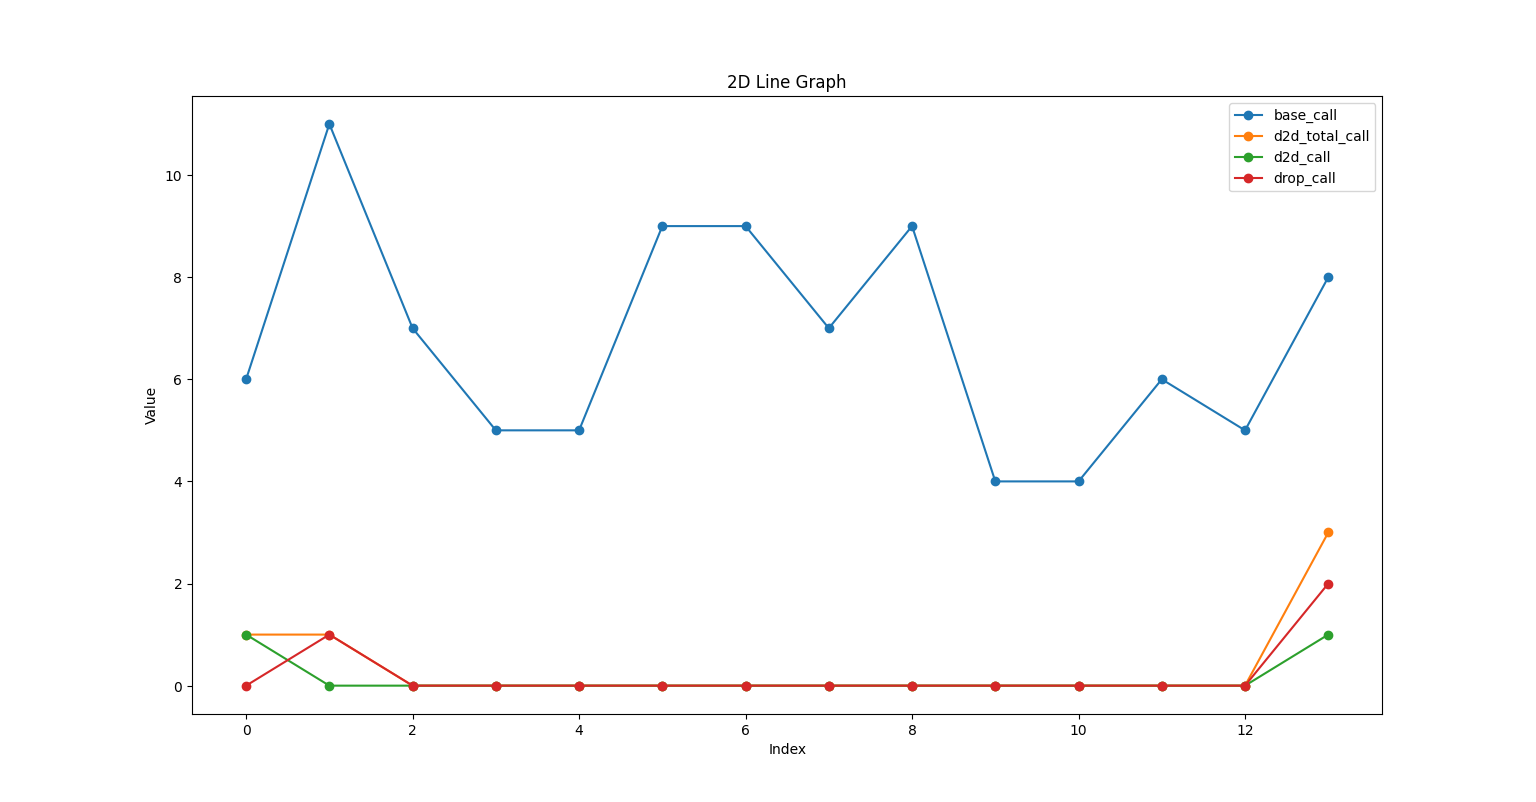 2D Line Graph
base_call
d2d_total_call
d2d_call
drop_call
10
8
6
4
2
0
Value
0 2 4 6 8 10 12
Index